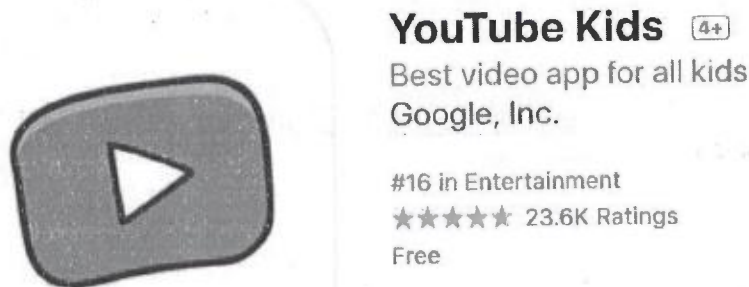 YouTube Kids 4+
Best video app for all kids
Google, Inc.
#16 in Entertainment
★★★★★ 23.6K Ratings
Free